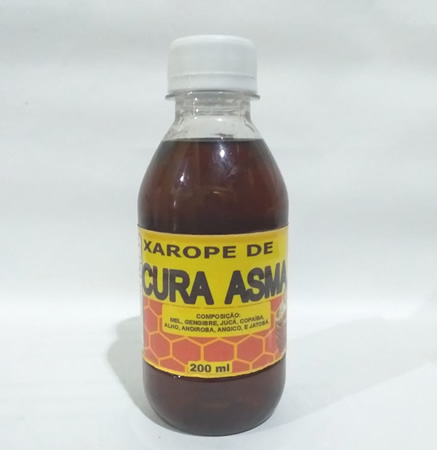 XAROPE DE
CURA ASMA
COMPOSIÇÃO:
MEL, GENGIBRE, JUCÁ, COPAÍBA,
ALHO, ANDIROBA, ANGICO, E JATOBÁ.
200 ml